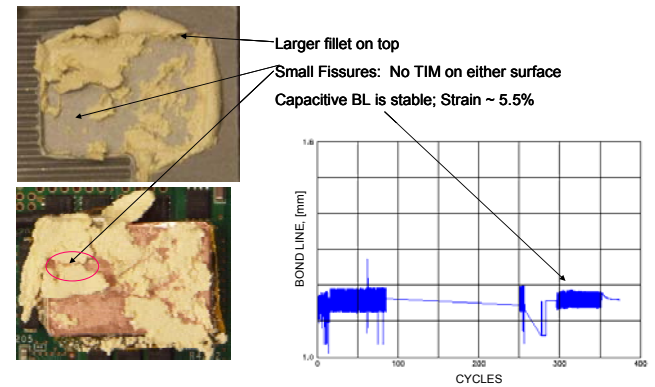 Larger fillet on top
Small Fissures: No TIM on either surface
Capacitive BL is stable; Strain ~ 5.5%
1.6
BOND LINE, [mm]
1.0
0
100
200
300
400
CYCLES
205